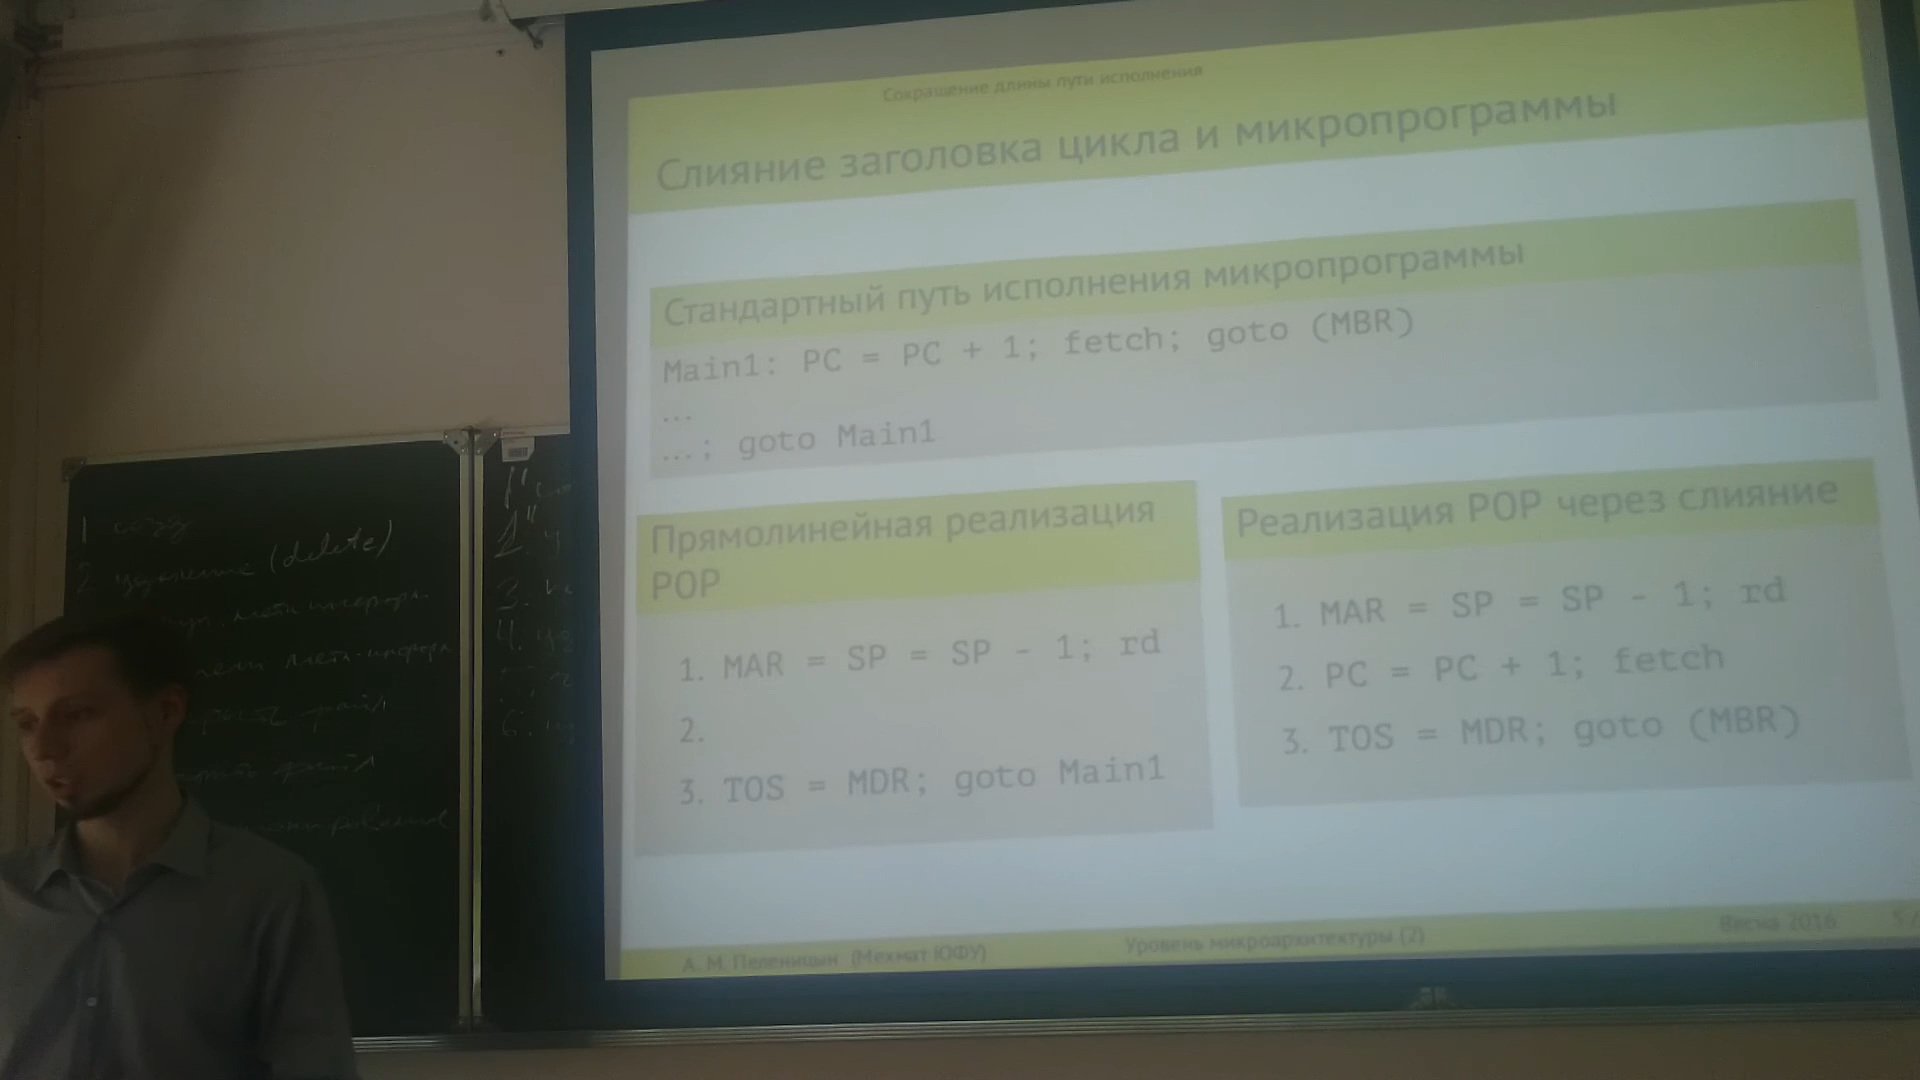 Сокращение длины пути исполнения
Слияние заголовка цикла и микропрограммы
Стандартный путь исполнения микропрограммы
Main1: PC = PC + 1; fetch; goto (MBR)
...
...; goto Main1
Прямолинейная реализация
POP
1. MAR = SP = SP - 1; rd
2.
3. TOS = MDR; goto Main1
Реализация POP через слияние
1. MAR = SP = SP - 1; rd
2. PC = PC + 1; fetch
3. TOS = MDR; goto (MBR)
А. М. Пеленицын (Мехмат ЮФУ)
Уровень микроархитектуры (2)
Весна 2016
5 /
1
2 удаление (delete)